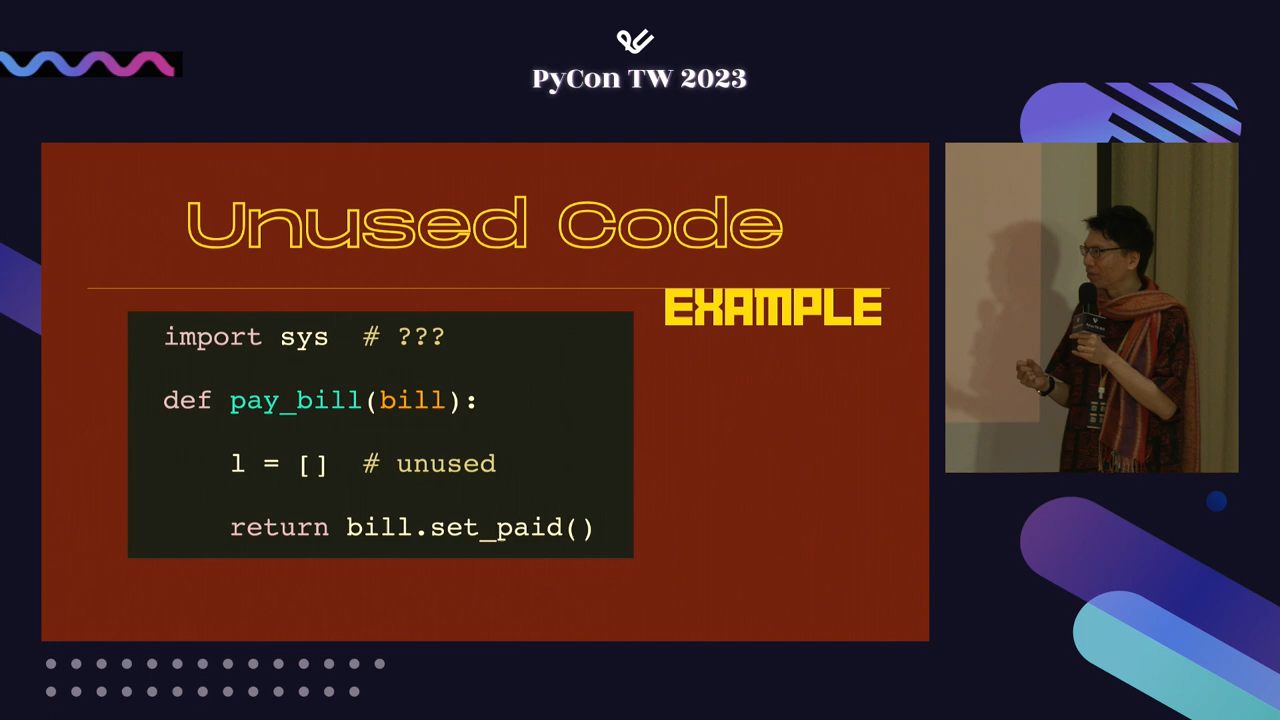 PyCon TW 2023
Unused Code
EXAMPLE
import sys  # ???
def pay_bill(bill):
    l = []  # unused
    return bill.set_paid()